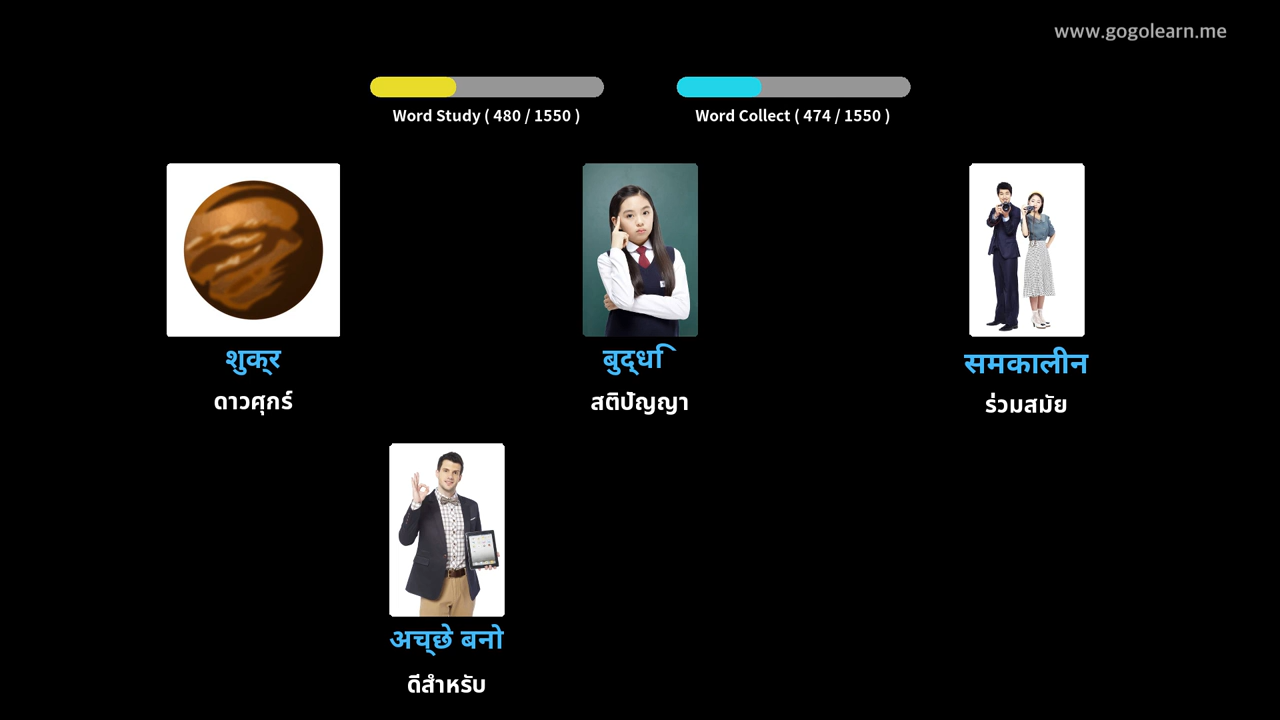 www.gogolearn.me
Word Study ( 480 / 1550 )
Word Collect ( 474 / 1550 )
शुक्र
बुद्धि
समकालीन
ดาวศุกร์
สติปัญญา
ร่วมสมัย
अच्छे बनो
ดีสำหรับ